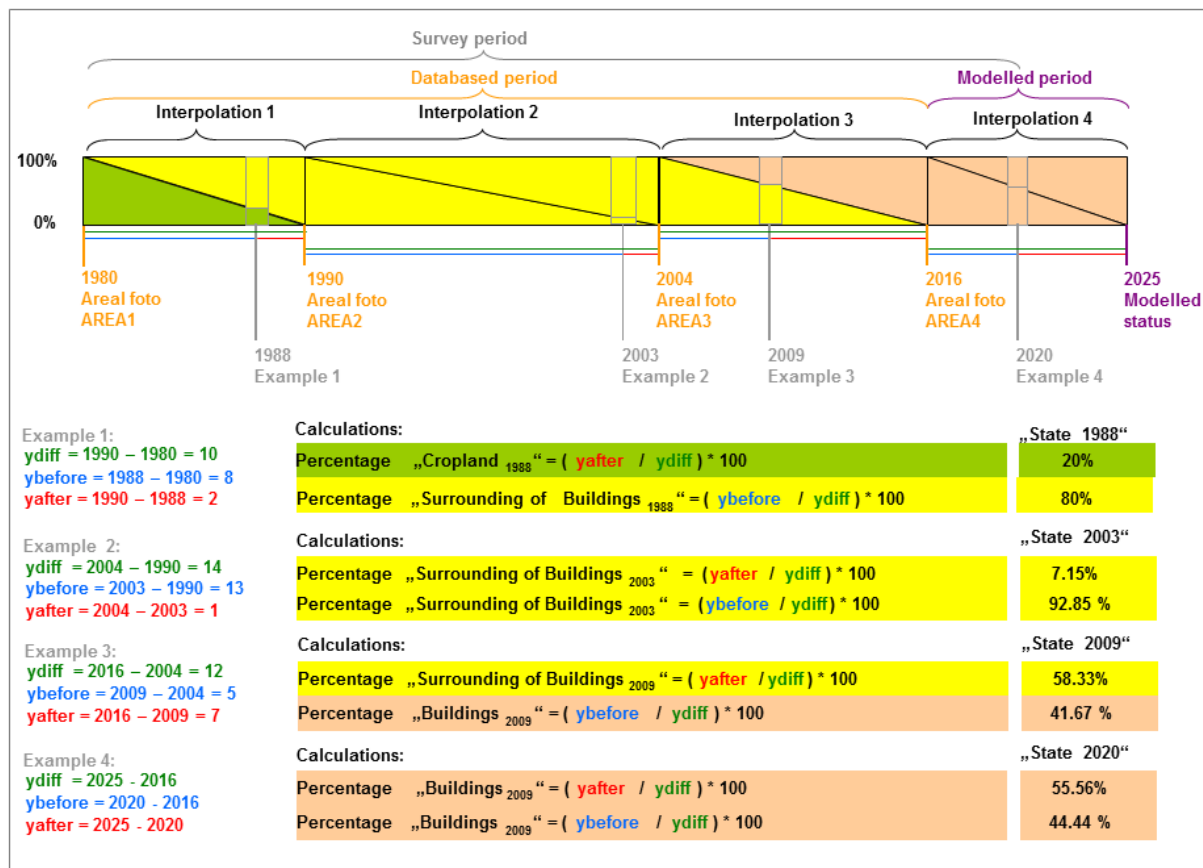 Survey period
Databased period
Modelled period
Interpolation 1
Interpolation 2
Interpolation 3
Interpolation 4
100%
0%
1980
Areal foto
AREA1
1990
Areal foto
AREA2
2004
Areal foto
AREA3
2016
Areal foto
AREA4
2025
Modelled
status
1988
Example 1
2003
Example 2
2009
Example 3
2020
Example 4
Example 1:
ydiff = 1990 – 1980 = 10
ybefore = 1988 – 1980 = 8
yafter = 1990 – 1988 = 2
Calculations:
„State 1988“
Percentage „Cropland 1988“ = ( yafter / ydiff ) * 100
20%
Percentage „Surrounding of Buildings 1988“ = ( ybefore / ydiff ) * 100
80%
Example 2:
ydiff = 2004 – 1990 = 14
ybefore = 2003 – 1990 = 13
yafter = 2004 – 2003 = 1
Calculations:
„State 2003“
Percentage „Surrounding of Buildings 2003 “ = (yafter / ydiff) * 100
7.15%
Percentage „Surrounding of Buildings 2003 “ = (ybefore / ydiff) * 100
92.85 %
Example 3:
ydiff = 2016 – 2004 = 12
ybefore = 2009 – 2004 = 5
yafter = 2016 – 2009 = 7
Calculations:
„State 2009“
Percentage „Surrounding of Buildings 2009 “ = ( yafter / ydiff) * 100
58.33%
Percentage „Buildings 2009 “ = ( ybefore / ydiff ) * 100
41.67 %
Example 4:
ydiff = 2025 - 2016
ybefore = 2020 - 2016
yafter = 2025 - 2020
Calculations:
„State 2020“
Percentage „Buildings 2009 “ = ( yafter / ydiff ) * 100
55.56%
Percentage „Buildings 2009 “ = ( ybefore / ydiff ) * 100
44.44 %